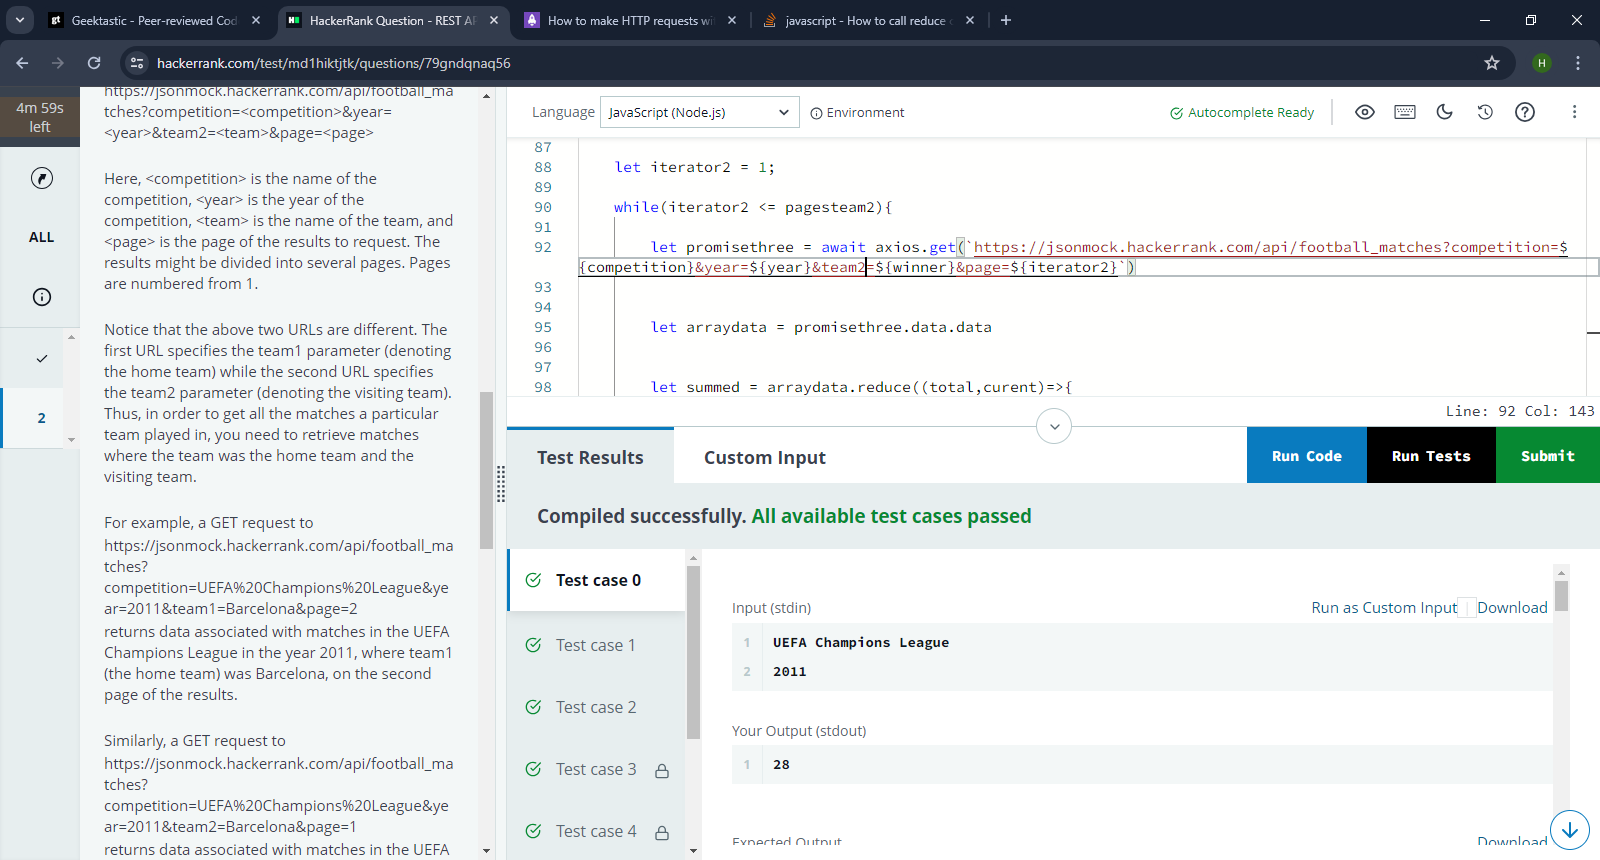 Geektastic - Peer-reviewed Cod
HackerRank Question - REST AP
How to make HTTP requests wi
javascript - How to call reduce o
hackerrank.com/test/md1hiktjtk/questions/79gndqnaq56
H
4m 59s
left
ALL
2
https://jsonmock.hackerrank.com/api/football_ma
tches?competition=<competition>&year=
<year>&team2=<team>&page=<page>
Here, <competition> is the name of the
competition, <year> is the year of the
competition, <team> is the name of the team, and
<page> is the page of the results to request. The
results might be divided into several pages. Pages
are numbered from 1.
Notice that the above two URLs are different. The
first URL specifies the team1 parameter (denoting
the home team) while the second URL specifies
the team2 parameter (denoting the visiting team).
Thus, in order to get all the matches a particular
team played in, you need to retrieve matches
where the team was the home team and the
visiting team.
For example, a GET request to
https://jsonmock.hackerrank.com/api/football_ma
tches?
competition=UEFA%20Champions%20League&ye
ar=2011&team1=Barcelona&page=2
returns data associated with matches in the UEFA
Champions League in the year 2011, where team1
(the home team) was Barcelona, on the second
page of the results.
Similarly, a GET request to
https://jsonmock.hackerrank.com/api/football_ma
tches?
competition=UEFA%20Champions%20League&ye
ar=2011&team2=Barcelona&page=1
returns data associated with matches in the UEFA
Language JavaScript (Node.js) Environment
Autocomplete Ready
87
88 let iterator2 = 1;
89
90 while(iterator2 <= pagesteam2){
91
92 let promisethree = await axios.get(`https://jsonmock.hackerrank.com/api/football_matches?competition=$
{competition}&year=${year}&team2=${winner}&page=${iterator2}`)
93
94
95 let arraydata = promisethree.data.data
96
97
98 let summed = arraydata.reduce((total,curent)=>{
Line: 92 Col: 143
Test Results
Custom Input
Run Code
Run Tests
Submit
Compiled successfully. All available test cases passed
Test case 0
Test case 1
Test case 2
Test case 3
Test case 4
Input (stdin)
Run as Custom Input Download
1 UEFA Champions League
2 2011
Your Output (stdout)
1 28
Expected Output
Download